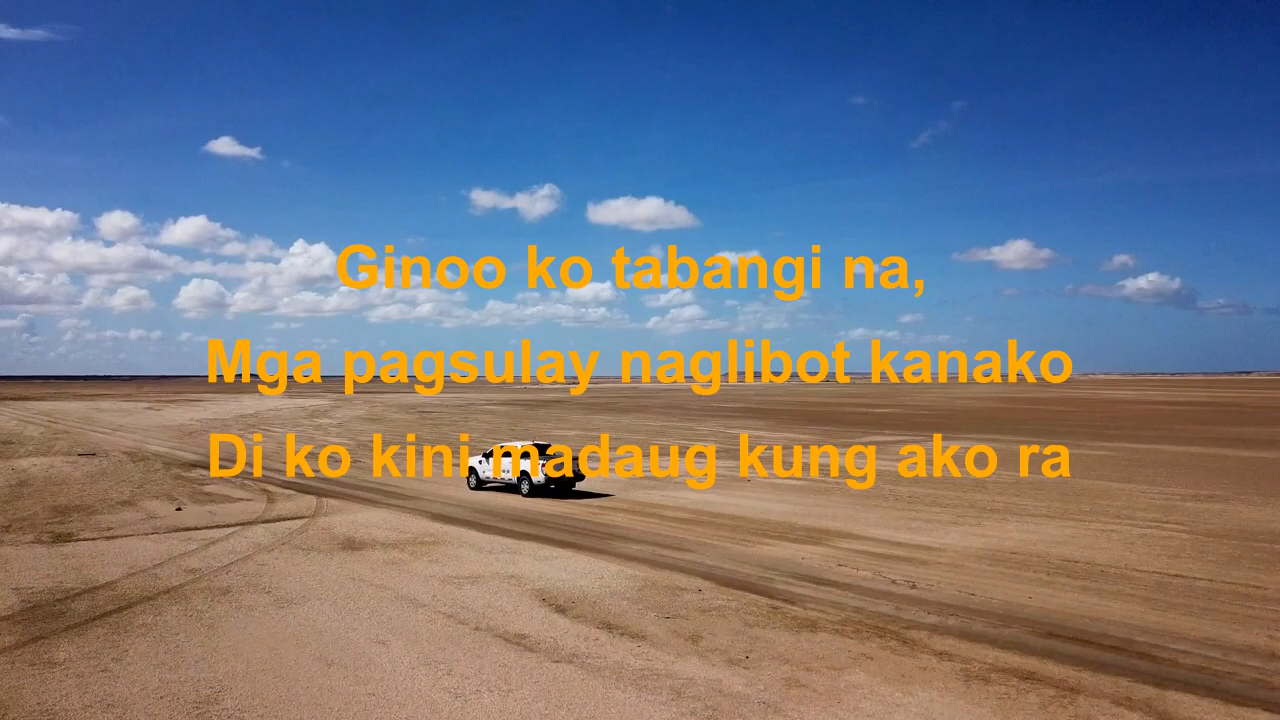 Ginoo ko tabangi na,
Mga pagsulay naglibot kanako
Di ko kini madaug kung ako ra